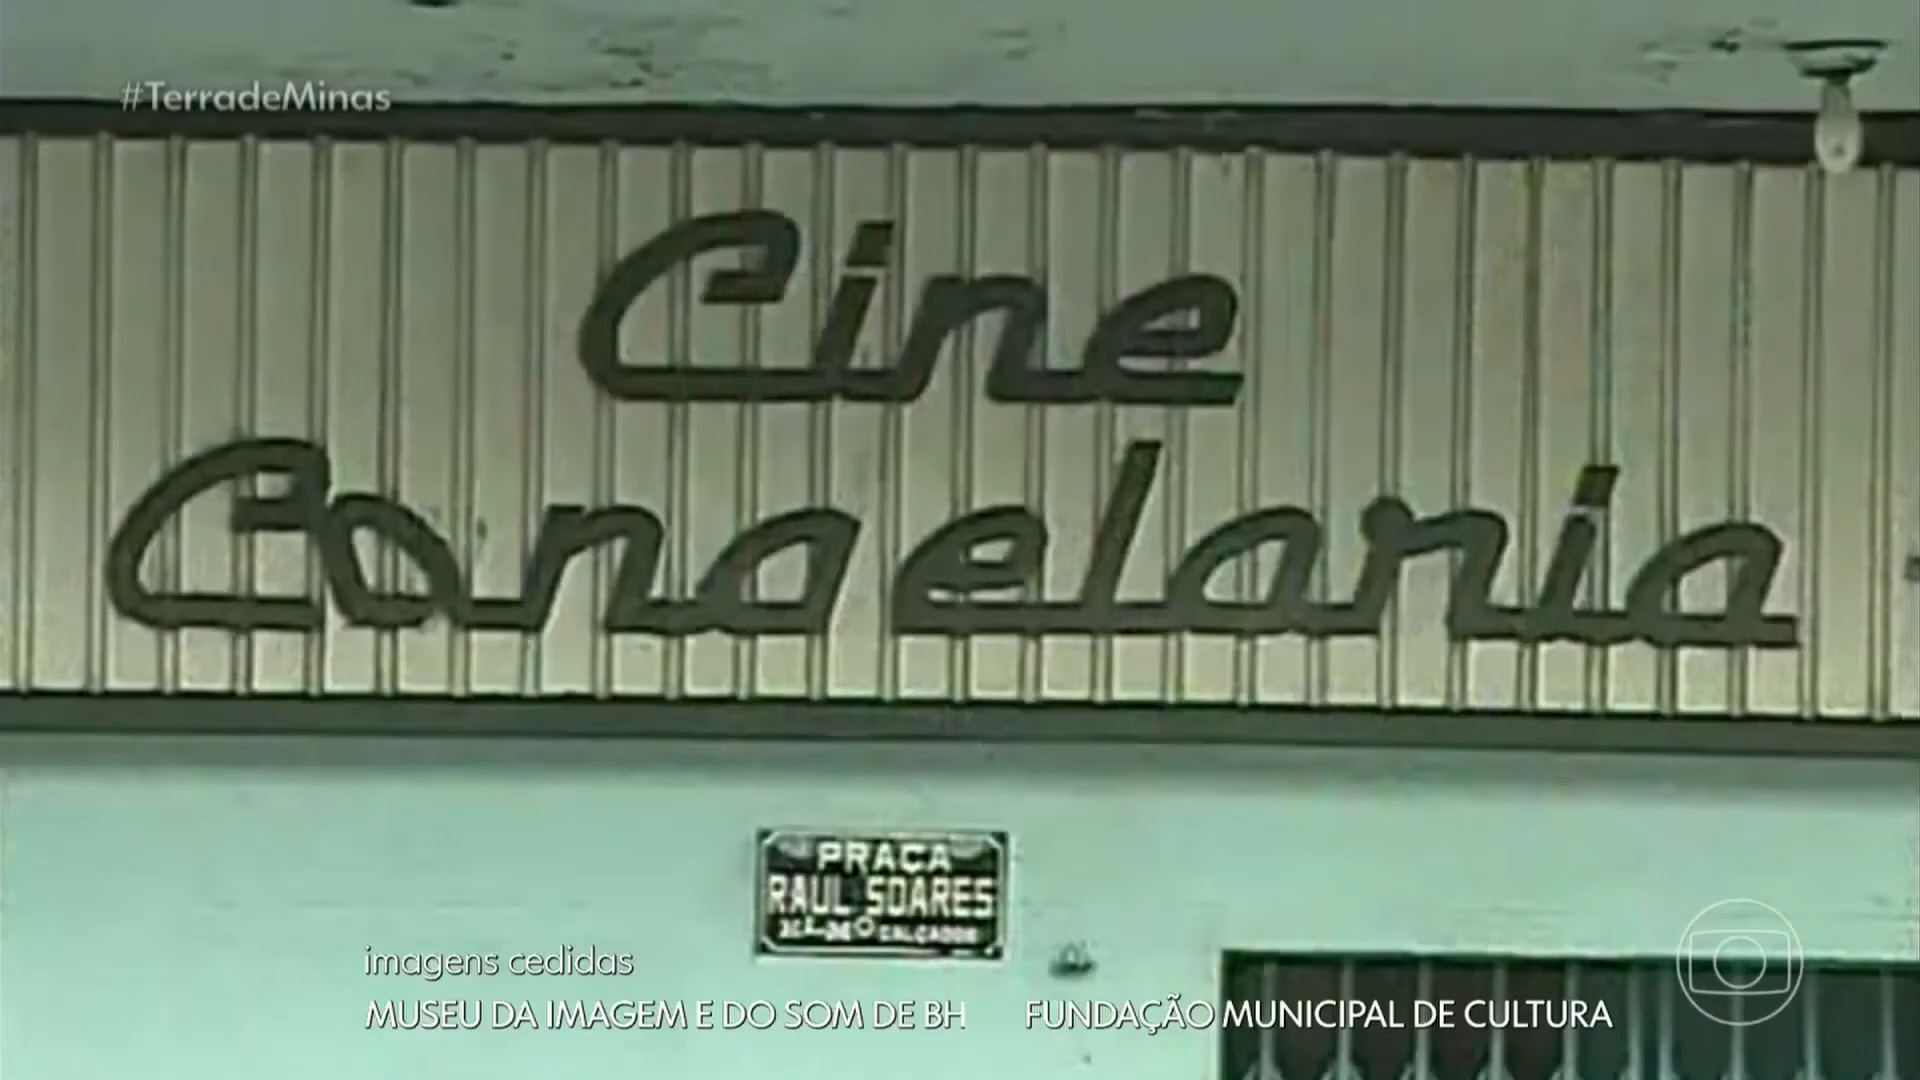 #TerradeMinas
Cine
Candelaria
PRAÇA
RAUL SOARES
CALÇADOS
imagens cedidas
MUSEU DA IMAGEM E DO SOM DE BH FUNDAÇÃO MUNICIPAL DE CULTURA